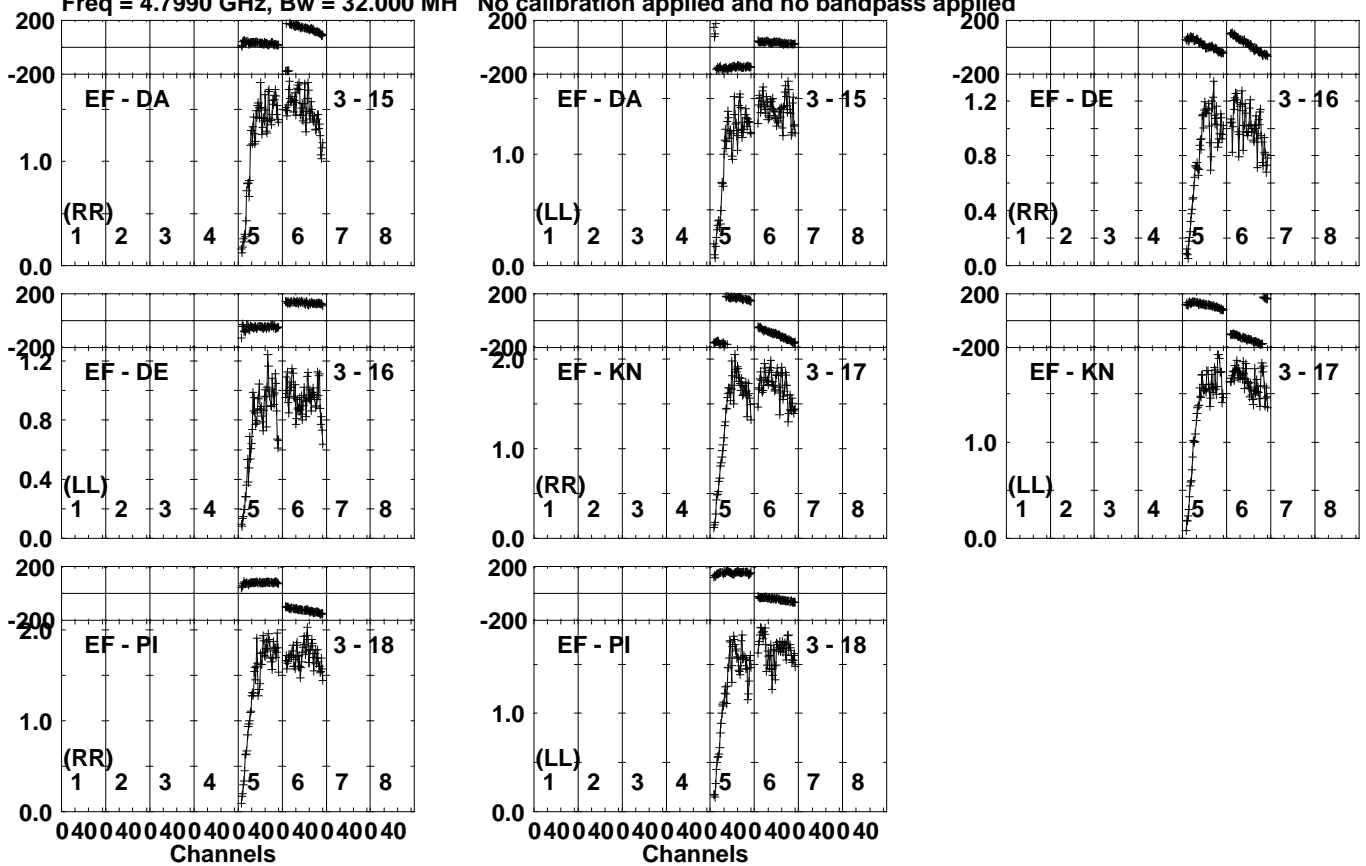 Freq = 4.7990 GHz, Bw = 32.000 MH No calibration applied and no bandpass applied
200
-200
1.0
0.0
EF - DA 3 - 15
(RR)
1 2 3 4 5 6 7 8
200
-200
1.0
0.0
EF - DA 3 - 15
(LL)
1 2 3 4 5 6 7 8
200
-200
1.2
0.8
0.4
0.0
EF - DE 3 - 16
(RR)
1 2 3 4 5 6 7 8
200
-200
1.2
0.8
0.4
0.0
EF - DE 3 - 16
(LL)
1 2 3 4 5 6 7 8
200
-200
2.0
1.0
0.0
EF - KN 3 - 17
(RR)
1 2 3 4 5 6 7 8
200
-200
1.0
0.0
EF - KN 3 - 17
(LL)
1 2 3 4 5 6 7 8
200
-200
2.0
1.0
0.0
EF - PI 3 - 18
(RR)
1 2 3 4 5 6 7 8
200
-200
1.0
0.0
EF - PI 3 - 18
(LL)
1 2 3 4 5 6 7 8
0 40 0 40 0 40 0 40 0 40 0 40 0 40 0 40
Channels
0 40 0 40 0 40 0 40 0 40 0 40 0 40 0 40
Channels